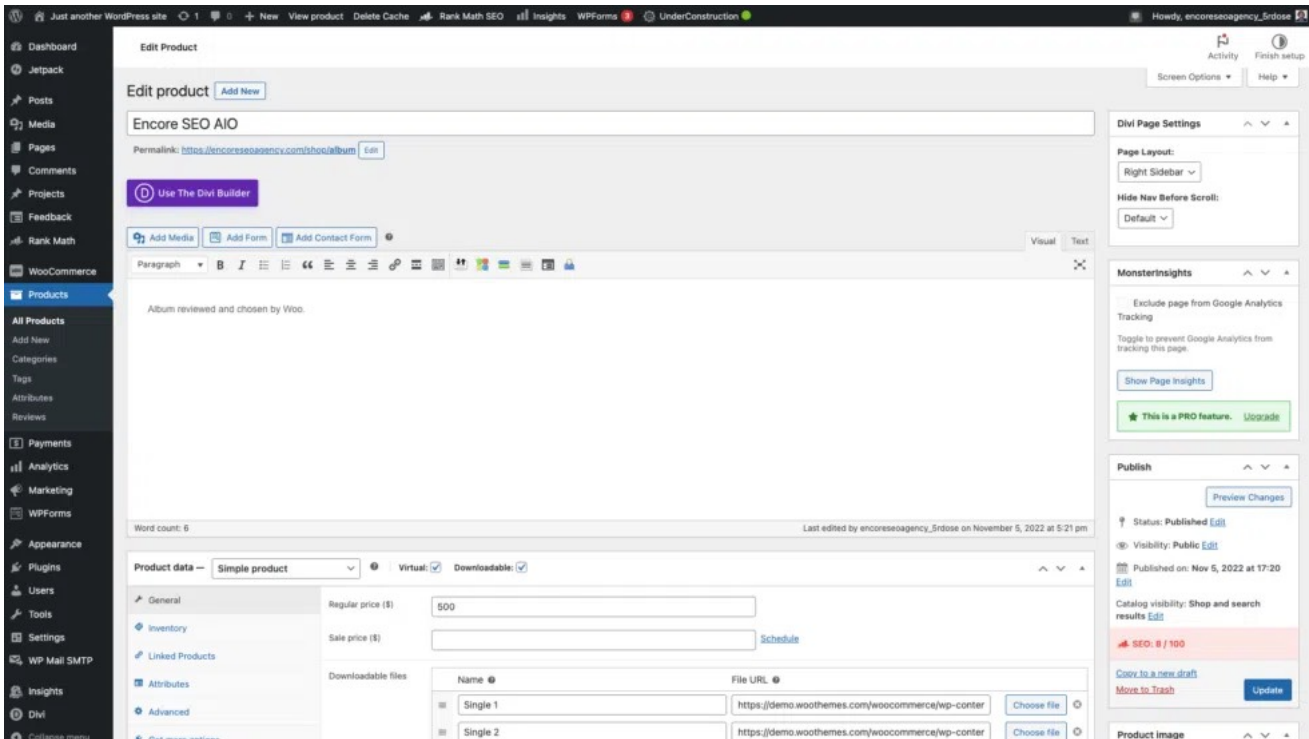 Just another WordPress site 1 0 + New View product Delete Cache Rank Math SEO Insights WPForms 3 UnderConstruction Howdy, encoreseoagency_5rdose
Dashboard
Jetpack
Posts
Media
Pages
Comments
Projects
Feedback
Rank Math
WooCommerce
Products
All Products
Add New
Categories
Tags
Attributes
Reviews
Payments
Analytics
Marketing
WPForms
Appearance
Plugins
Users
Tools
Settings
WP Mail SMTP
Insights
Divi
Collapse menu
Edit Product
Activity Finish setup
Screen Options Help
Edit product Add New
Encore SEO AIO
Permalink: https://encoreseoagency.com/shop/album Edit
D Use The Divi Builder
Add Media Add Form Add Contact Form
Visual Text
Paragraph B I
Album reviewed and chosen by Woo.
Word count: 6 Last edited by encoreseoagency_5rdose on November 5, 2022 at 5:21 pm
Product data — Simple product Virtual: Downloadable:
General
Inventory
Linked Products
Attributes
Advanced
Get more options
Regular price ($) 500
Sale price ($) Schedule
Downloadable files Name File URL
Single 1 https://demo.woothemes.com/woocommerce/wp-conter Choose file
Single 2 https://demo.woothemes.com/woocommerce/wp-conter Choose file
Divi Page Settings
Page Layout:
Right Sidebar
Hide Nav Before Scroll:
Default
MonsterInsights
Exclude page from Google Analytics
Tracking
Toggle to prevent Google Analytics from
tracking this page.
Show Page Insights
This is a PRO feature. Upgrade
Publish
Preview Changes
Status: Published Edit
Visibility: Public Edit
Published on: Nov 5, 2022 at 17:20
Edit
Catalog visibility: Shop and search
results Edit
SEO: 8 / 100
Copy to a new draft
Move to Trash Update
Product image